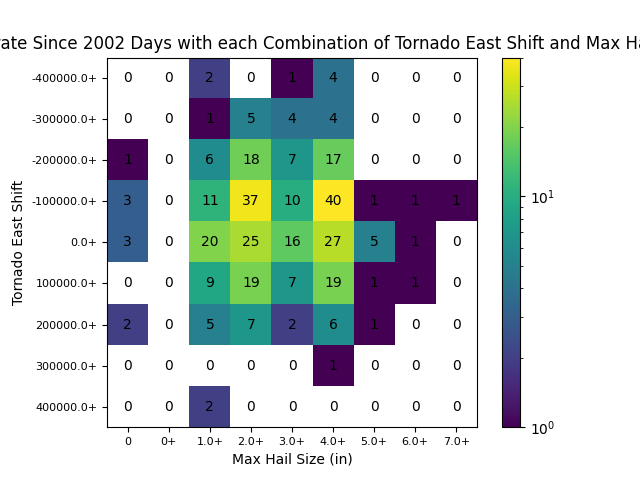 rate Since 2002 Days with each Combination of Tornado East Shift and Max Ha
-400000.0+ 0 0 2 0 1 4 0 0 0
-300000.0+ 0 0 1 5 4 4 0 0 0
-200000.0+ 1 0 6 18 7 17 0 0 0
-100000.0+ 3 0 11 37 10 40 1 1 1
0.0+ 3 0 20 25 16 27 5 1 0
100000.0+ 0 0 9 19 7 19 1 1 0
200000.0+ 2 0 5 7 2 6 1 0 0
300000.0+ 0 0 0 0 0 1 0 0 0
400000.0+ 0 0 2 0 0 0 0 0 0
0 0+ 1.0+ 2.0+ 3.0+ 4.0+ 5.0+ 6.0+ 7.0+
Max Hail Size (in)
Tornado East Shift
10¹
10⁰